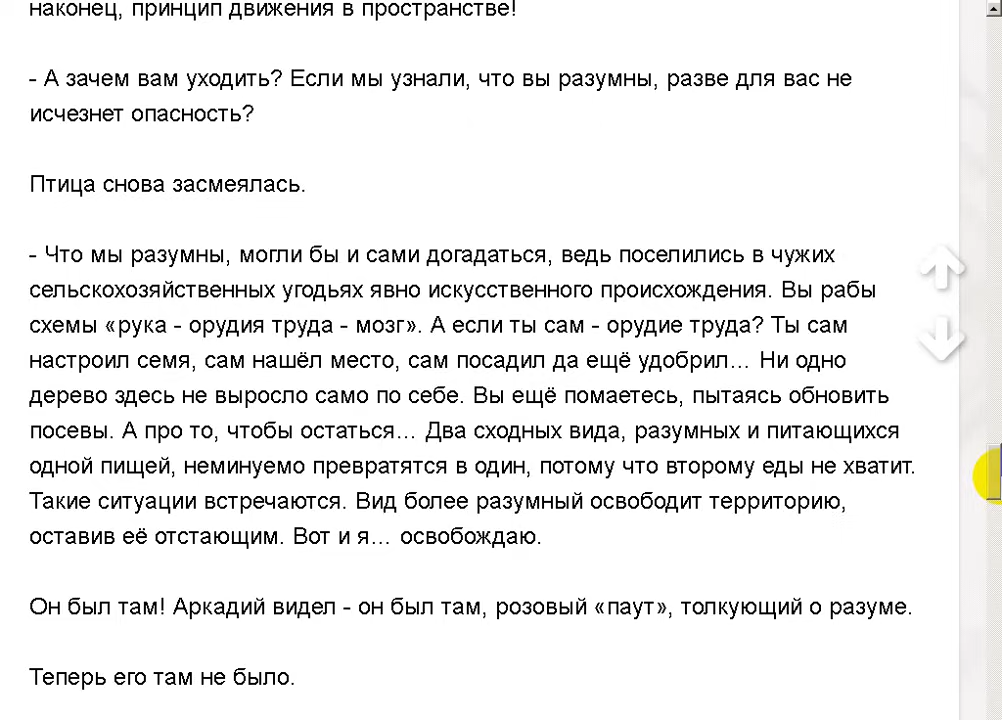 наконец, принцип движения в пространстве!
- А зачем вам уходить? Если мы узнали, что вы разумны, разве для вас не
исчезнет опасность?
Птица снова засмеялась.
- Что мы разумны, могли бы и сами догадаться, ведь поселились в чужих
сельскохозяйственных угодьях явно искусственного происхождения. Вы рабы
схемы «рука - орудия труда - мозг». А если ты сам - орудие труда? Ты сам
настроил семя, сам нашёл место, сам посадил да ещё удобрил... Ни одно
дерево здесь не выросло само по себе. Вы ещё помаетесь, пытаясь обновить
посевы. А про то, чтобы остаться... Два сходных вида, разумных и питающихся
одной пищей, неминуемо превратятся в один, потому что второму еды не хватит.
Такие ситуации встречаются. Вид более разумный освободит территорию,
оставив её отстающим. Вот и я... освобождаю.
Он был там! Аркадий видел - он был там, розовый «паут», толкующий о разуме.
Теперь его там не было.